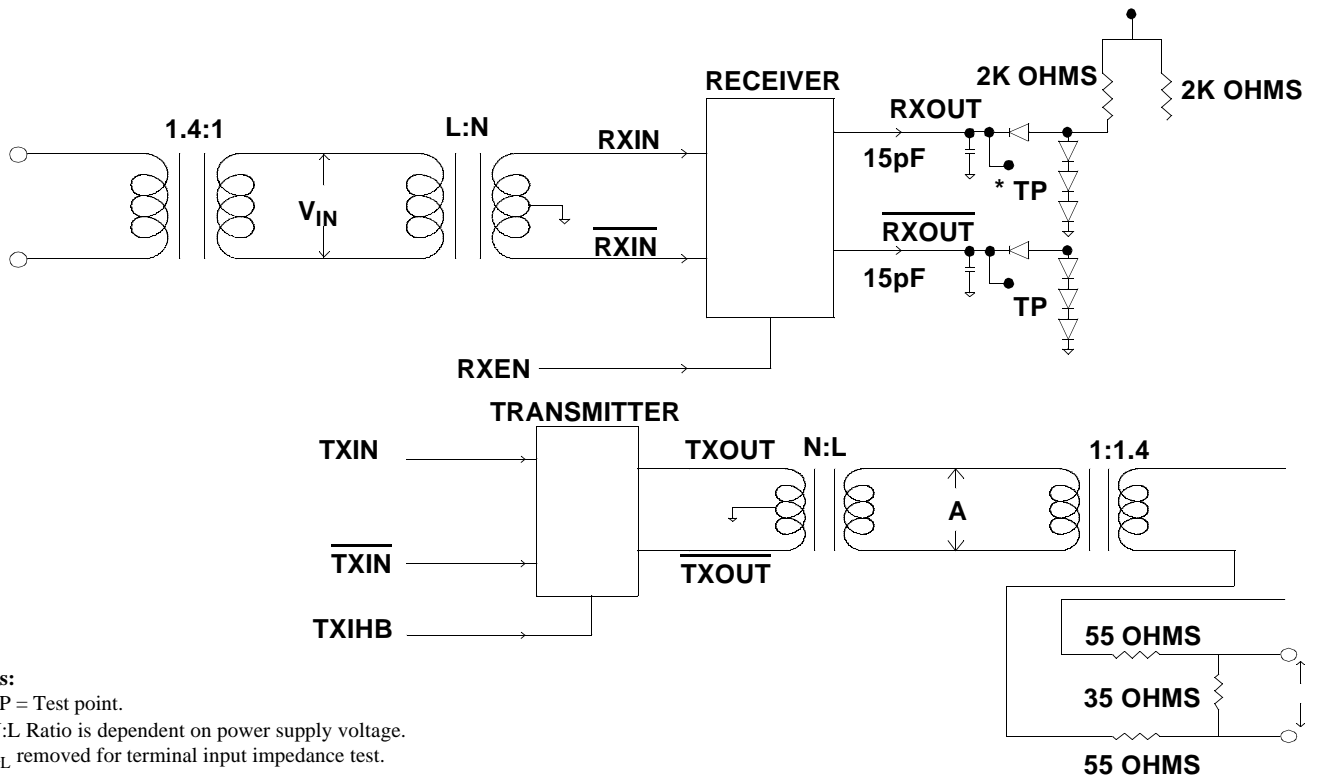 2K OHMS
2K OHMS
RECEIVER
RXOUT
1.4:1
L:N
RXIN
15pF
* TP
VIN
RXIN
RXOUT
15pF
TP
RXEN
TRANSMITTER
TXIN
TXOUT
N:L
1:1.4
A
TXIN
TXOUT
TXIHB
55 OHMS
35 OHMS
55 OHMS
P = Test point.
:L Ratio is dependent on power supply voltage.
L removed for terminal input impedance test.